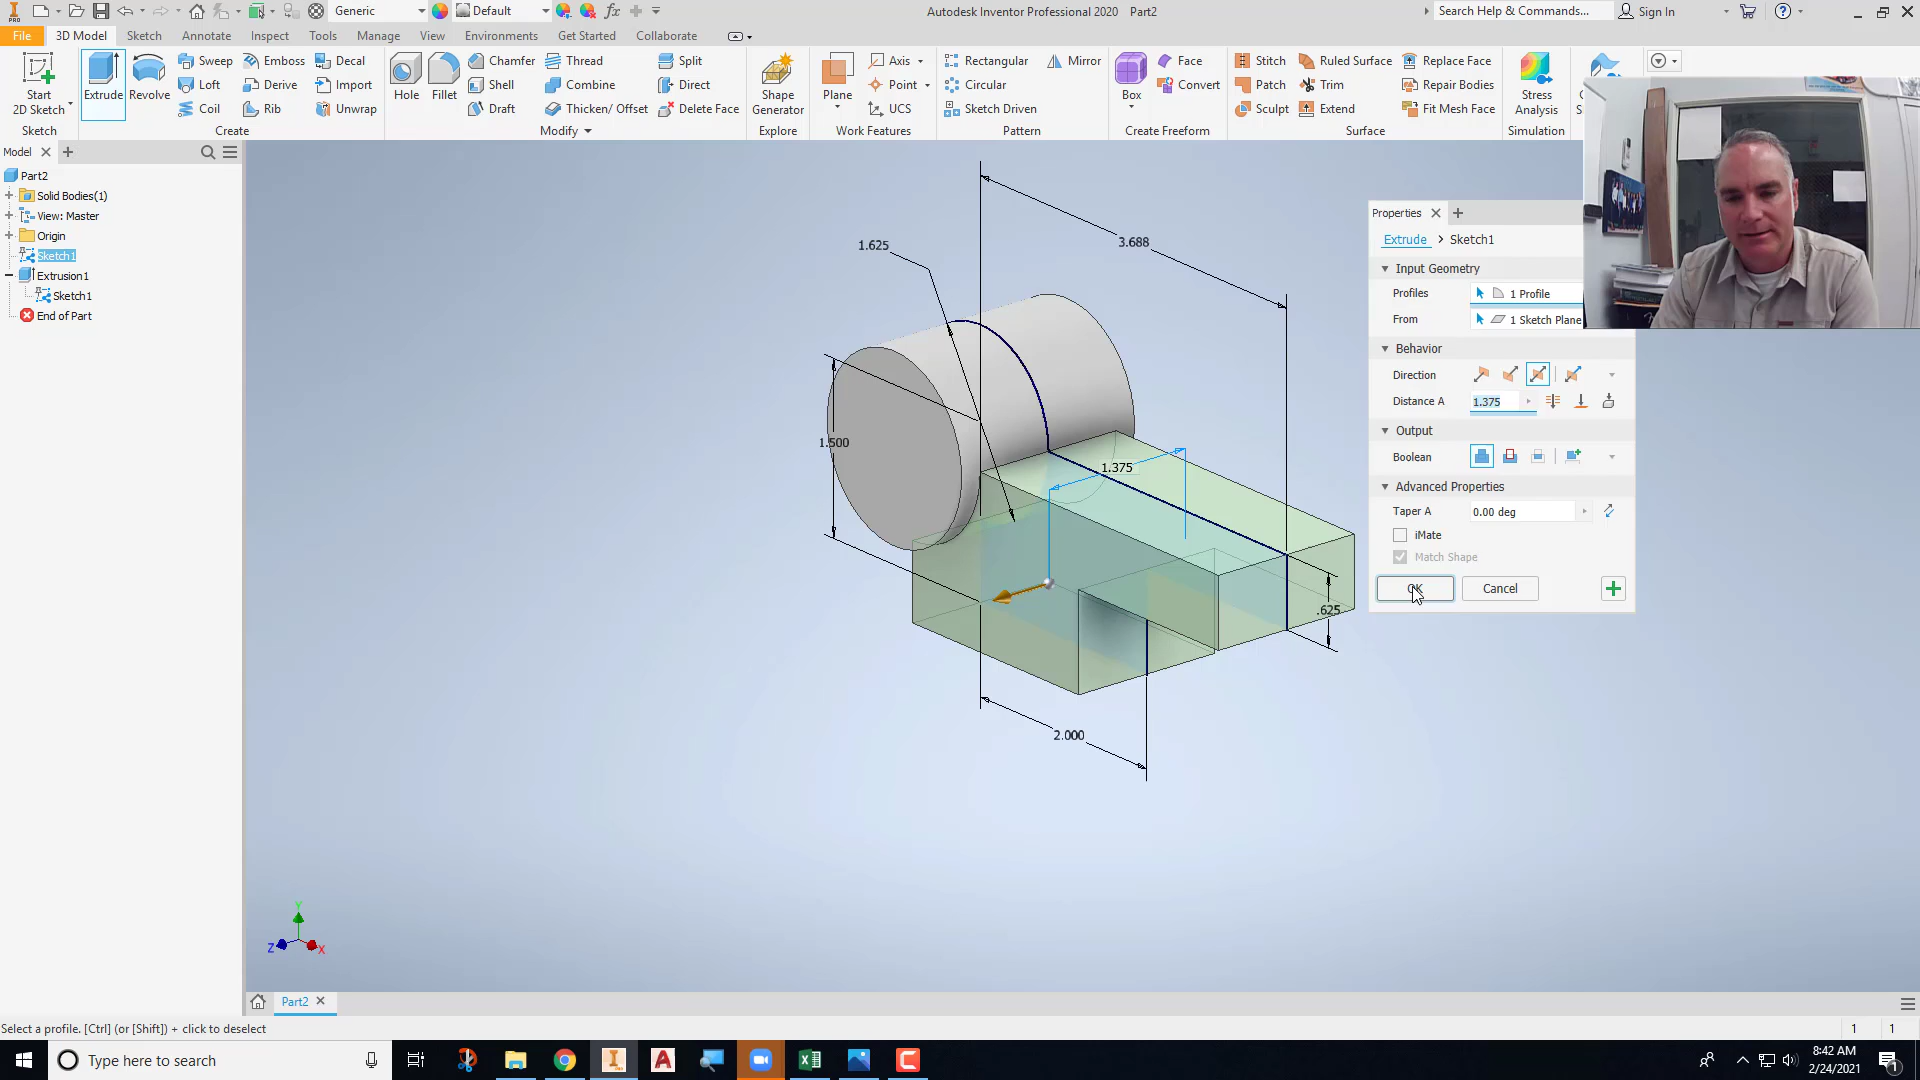 PRO
Generic
Default
fx
Autodesk Inventor Professional 2020 Part2
Search Help & Commands...
Sign In
File
3D Model
Sketch
Annotate
Inspect
Tools
Manage
View
Environments
Get Started
Collaborate
Start
2D Sketch
Sketch
Extrude
Revolve
Sweep
Loft
Coil
Emboss
Derive
Rib
Decal
Import
Unwrap
Create
Hole
Fillet
Chamfer
Shell
Draft
Thread
Combine
Thicken/ Offset
Split
Direct
Delete Face
Modify
Shape
Generator
Explore
Plane
Axis
Point
UCS
Work Features
Rectangular
Circular
Sketch Driven
Mirror
Pattern
Box
Face
Convert
Create Freeform
Stitch
Patch
Sculpt
Ruled Surface
Trim
Extend
Replace Face
Repair Bodies
Fit Mesh Face
Surface
Stress
Analysis
Simulation
Model
Part2
Solid Bodies(1)
View: Master
Origin
Sketch1
Extrusion1
Sketch1
End of Part
1.625
3.688
1.500
1.375
.625
2.000
Y
Z
X
Properties
Extrude > Sketch1
Input Geometry
Profiles 1 Profile
From 1 Sketch Plane
Behavior
Direction
Distance A 1.375
Output
Boolean
Advanced Properties
Taper A 0.00 deg
iMate
Match Shape
OK
Cancel
Part2
Select a profile. [Ctrl] (or [Shift]) + click to deselect
1 1
Type here to search
8:42 AM
2/24/2021
1